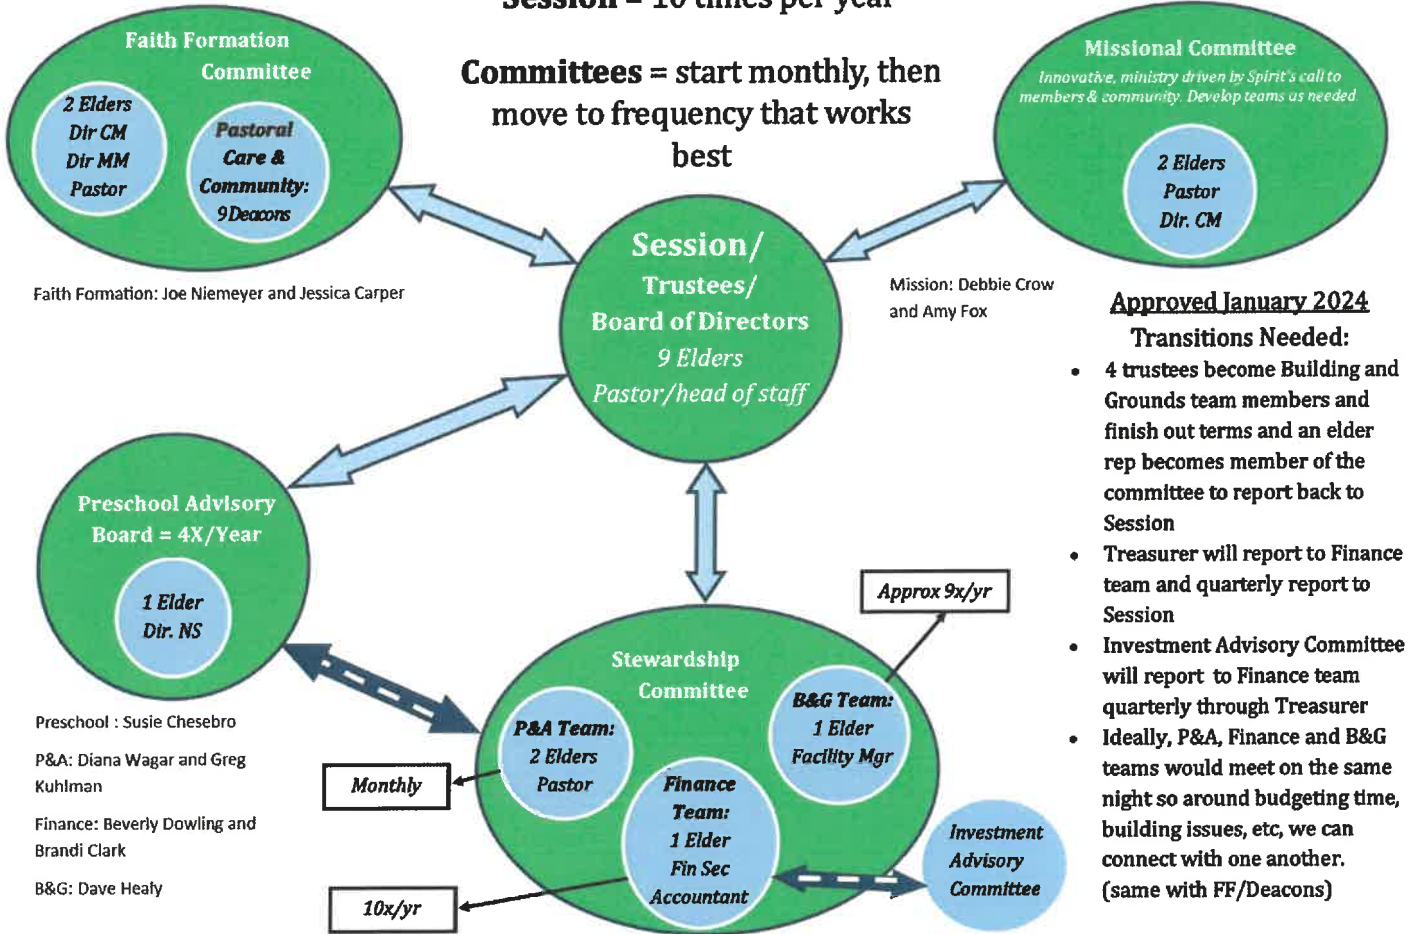 Session = 10 times per year
Committees = start monthly, then
move to frequency that works
best
Faith Formation
Committee
2 Elders
Dir CM
Dir MM
Pastor
Pastoral
Care &
Community:
9Deacons
Faith Formation: Joe Niemeyer and Jessica Carper
Missional Committee
Innovative, ministry driven by Spirit's call to
members & community. Develop teams as needed.
2 Elders
Pastor
Dir. CM
Mission: Debbie Crow
and Amy Fox
Session/
Trustees/
Board of Directors
9 Elders
Pastor/head of staff
Preschool Advisory
Board = 4X/Year
1 Elder
Dir. NS
Preschool : Susie Chesebro
P&A: Diana Wagar and Greg
Kuhlman
Finance: Beverly Dowling and
Brandi Clark
B&G: Dave Healy
Stewardship
Committee
P&A Team:
2 Elders
Pastor
Monthly
Finance
Team:
1 Elder
Fin Sec
Accountant
10x/yr
B&G Team:
1 Elder
Facility Mgr
Approx 9x/yr
Investment
Advisory
Committee
Approved January 2024
Transitions Needed:
• 4 trustees become Building and
Grounds team members and
finish out terms and an elder
rep becomes member of the
committee to report back to
Session
• Treasurer will report to Finance
team and quarterly report to
Session
• Investment Advisory Committee
will report to Finance team
quarterly through Treasurer
• Ideally, P&A, Finance and B&G
teams would meet on the same
night so around budgeting time,
building issues, etc, we can
connect with one another.
(same with FF/Deacons)